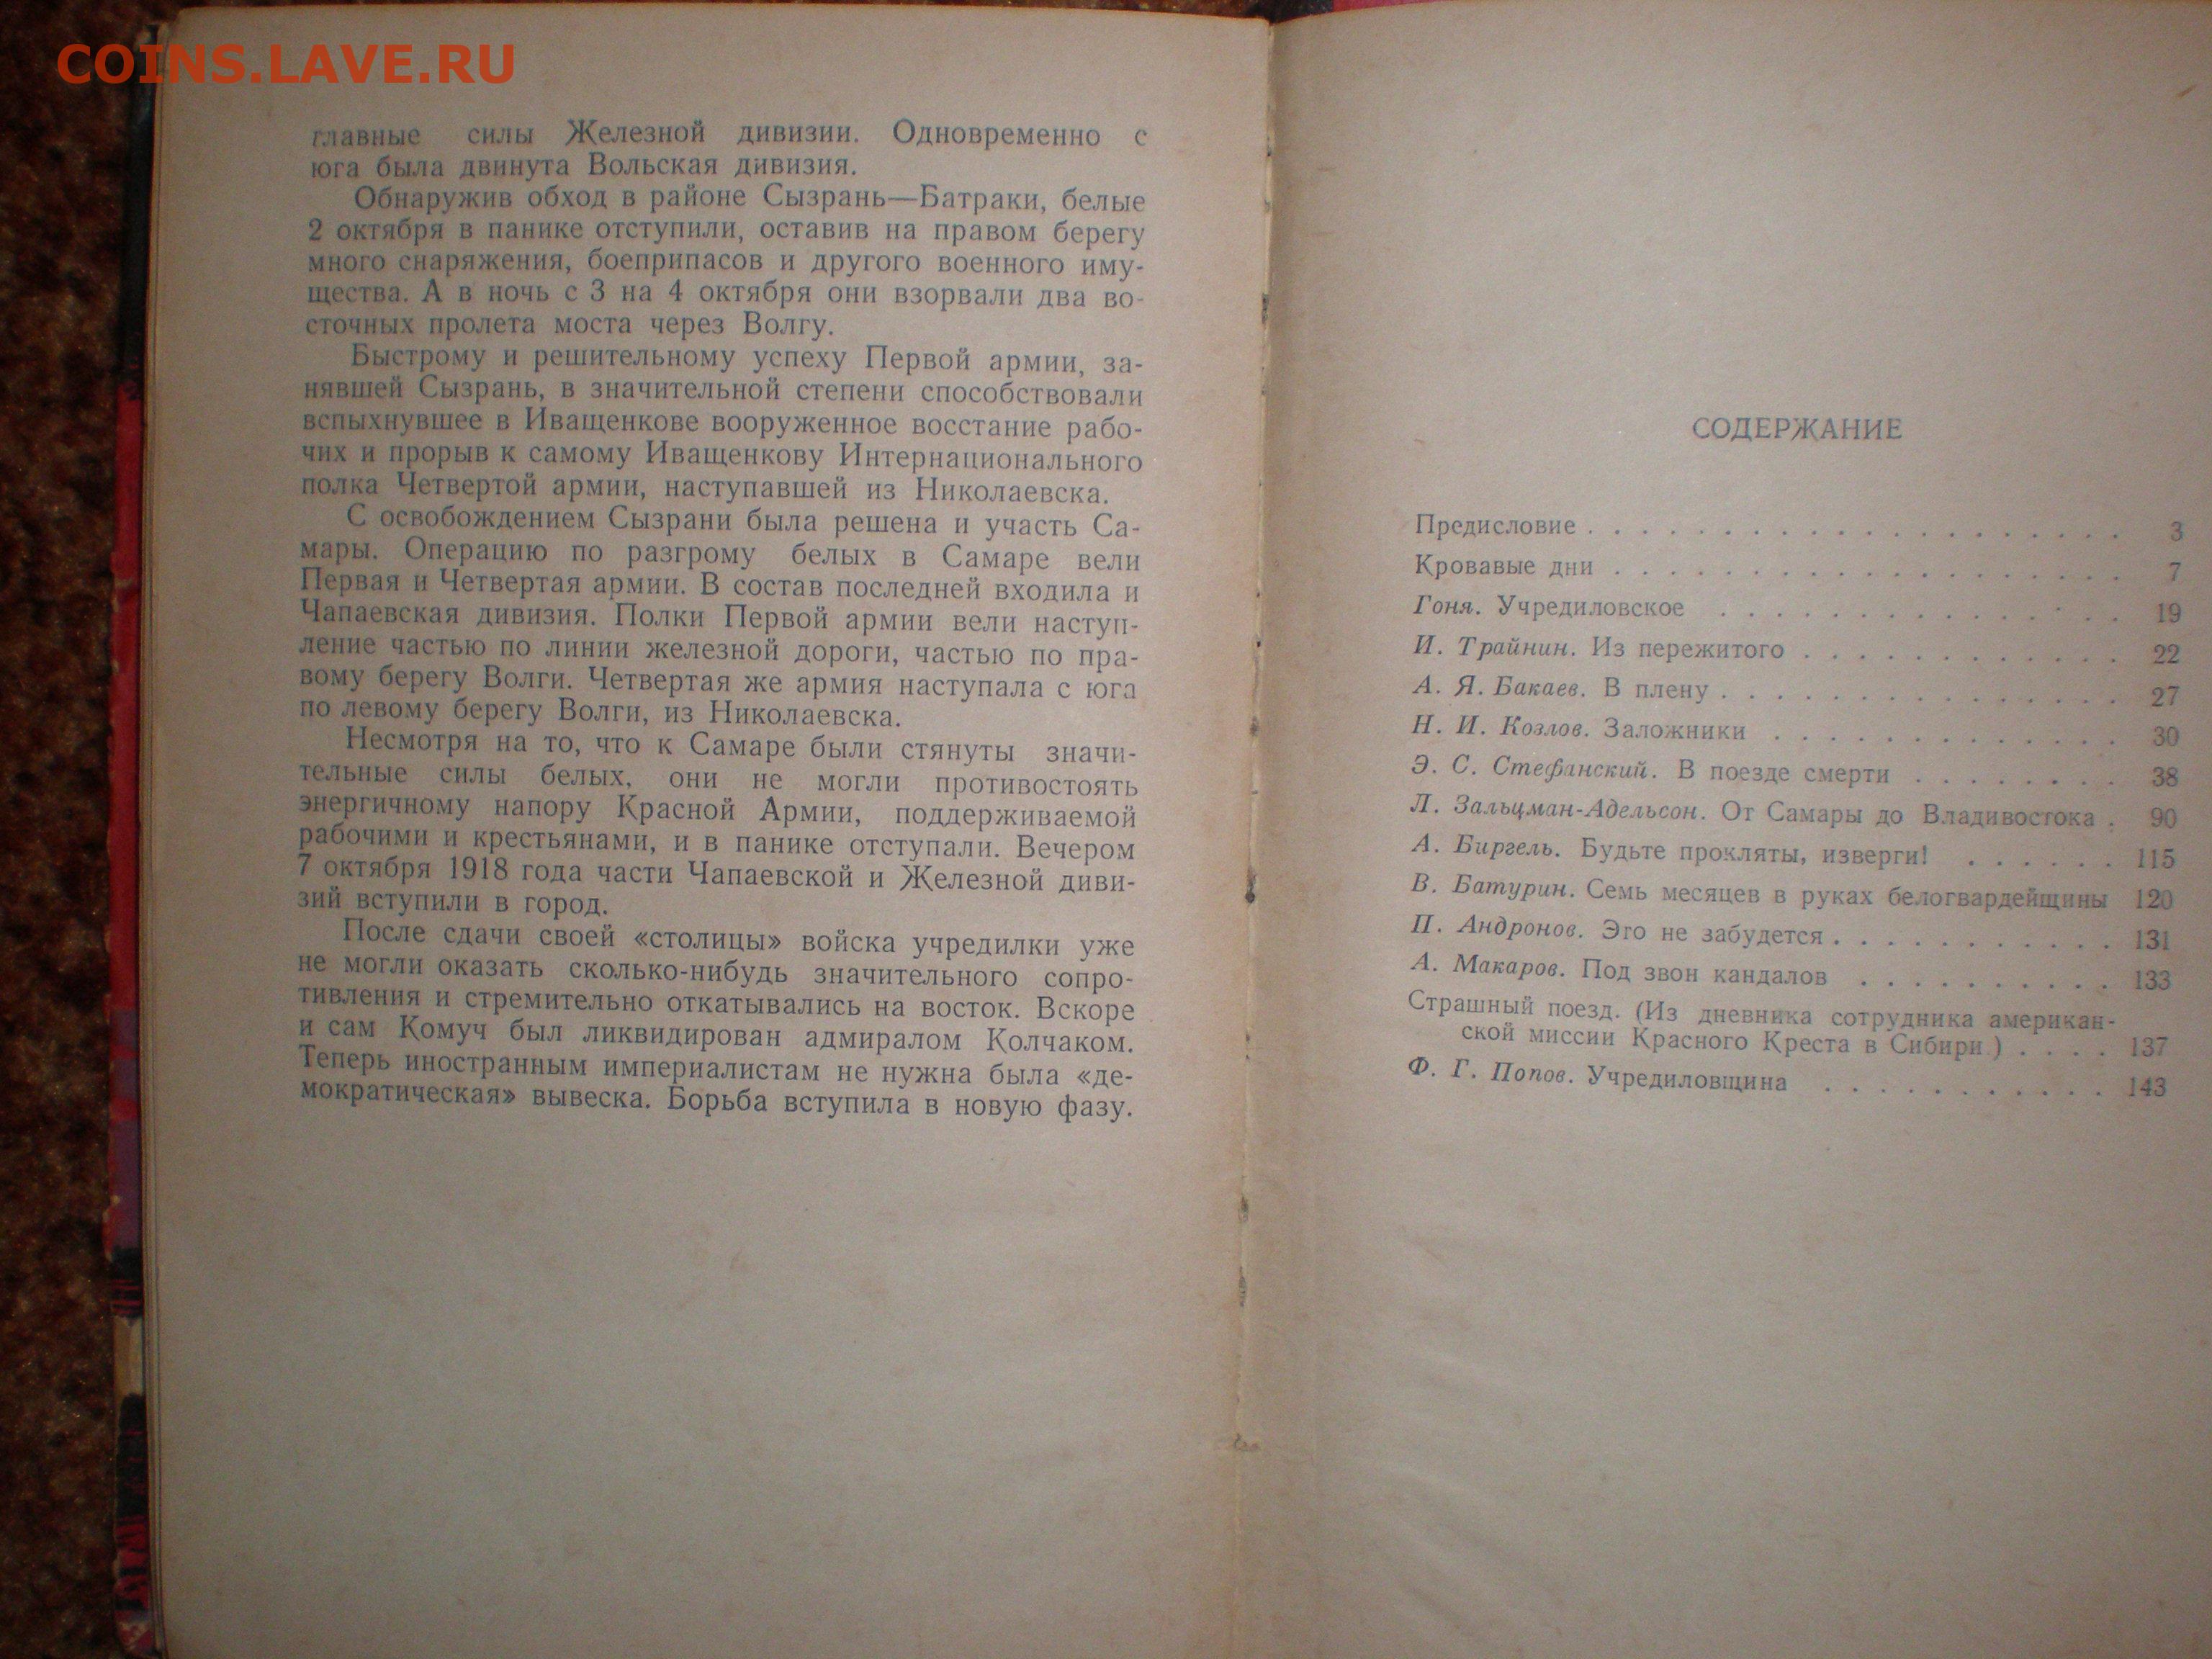 COINS.LAVE.RU
главные силы Железной дивизии. Одновременно с
юга была двинута Вольская дивизия.
Обнаружив обход в районе Сызрань—Батраки, белые
2 октября в панике отступили, оставив на правом берегу
много снаряжения, боеприпасов и другого военного иму-
щества. А в ночь с 3 на 4 октября они взорвали два во-
сточных пролета моста через Волгу.
Быстрому и решительному успеху Первой армии, за-
нявшей Сызрань, в значительной степени способствовали
вспыхнувшее в Иващенкове вооруженное восстание рабо-
чих и прорыв к самому Иващенкову Интернационального
полка Четвертой армии, наступавшей из Николаевска.
С освобождением Сызрани была решена и участь Са-
мары. Операцию по разгрому белых в Самаре вели
Первая и Четвертая армии. В состав последней входила и
Чапаевская дивизия. Полки Первой армии вели наступ-
ление частью по линии железной дороги, частью по пра-
вому берегу Волги. Четвертая же армия наступала с юга
по левому берегу Волги, из Николаевска.
Несмотря на то, что к Самаре были стянуты значи-
тельные силы белых, они не могли противостоять
энергичному напору Красной Армии, поддерживаемой
рабочими и крестьянами, и в панике отступали. Вечером
7 октября 1918 года части Чапаевской и Железной диви-
зий вступили в город.
После сдачи своей «столицы» войска учредилки уже
не могли оказать сколько-нибудь значительного сопро-
тивления и стремительно откатывались на восток. Вскоре
и сам Комуч был ликвидирован адмиралом Колчаком.
Теперь иностранным империалистам не нужна была «де-
мократическая» вывеска. Борьба вступила в новую фазу.
СОДЕРЖАНИЕ
Предисловие . . . . . . . . . . . . . . . . . . . . 3
Кровавые дни . . . . . . . . . . . . . . . . . . . 7
Гоня. Учредиловское . . . . . . . . . . . . . . . 19
И. Трайнин. Из пережитого . . . . . . . . . . . . 22
А. Я. Бакаев. В плену . . . . . . . . . . . . . . . 27
Н. И. Козлов. Заложники . . . . . . . . . . . . . 30
Э. С. Стефанский. В поезде смерти . . . . . . . . 38
Л. Зальцман-Адельсон. От Самары до Владивостока . 90
А. Биргель. Будьте прокляты, изверги! . . . . . . 115
В. Батурин. Семь месяцев в руках белогвардейщины 120
П. Андронов. Эго не забудется . . . . . . . . . . . 131
А. Макаров. Под звон кандалов . . . . . . . . . . 133
Страшный поезд. (Из дневника сотрудника американ-
ской миссии Красного Креста в Сибири.) . . . . 137
Ф. Г. Попов. Учредиловщина . . . . . . . . . . . 143